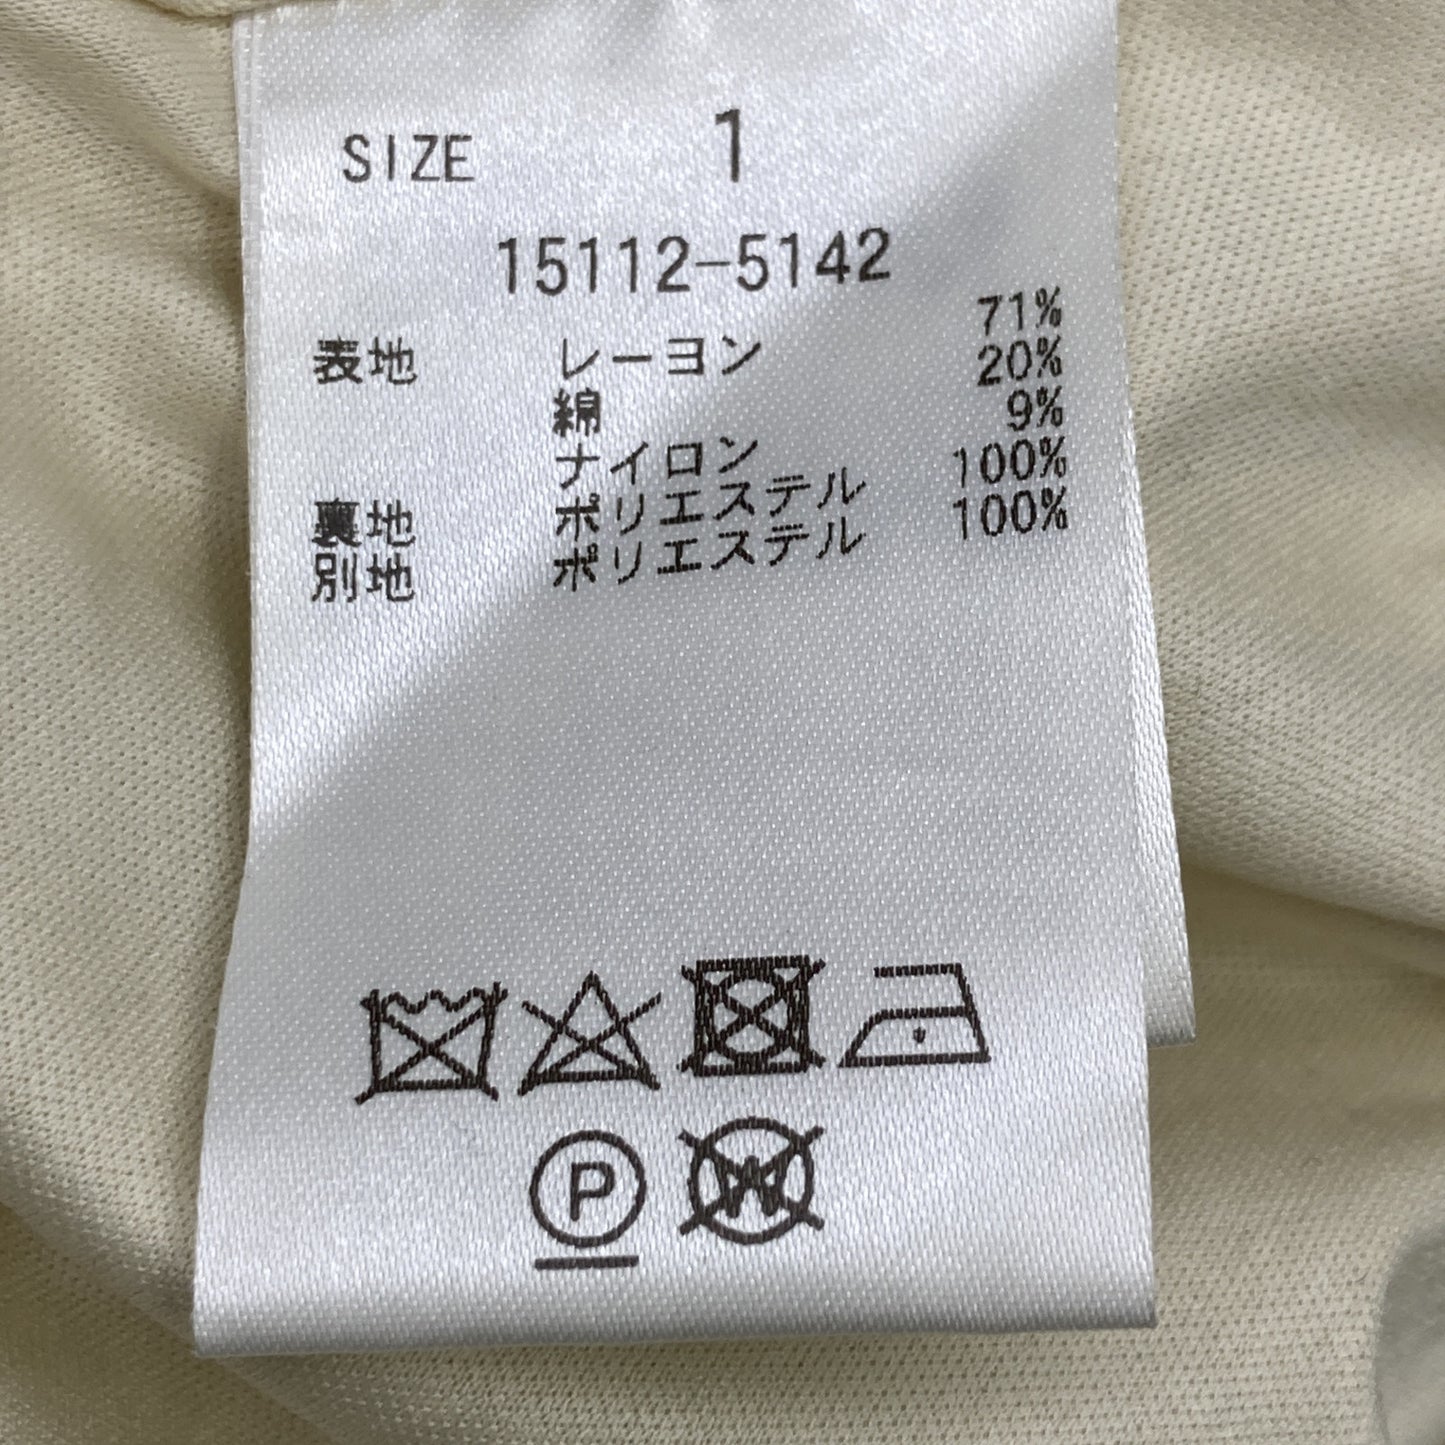 SIZE 1
15112-5142
表地 レーヨン 71%
綿 20%
ナイロン 9%
裏地 ポリエステル 100%
別地 ポリエステル 100%
P
W